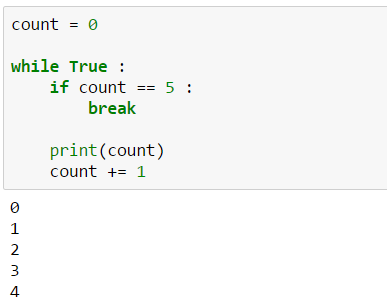 count = 0
while True :
    if count == 5 :
        break
    print(count)
    count += 1
0
1
2
3
4